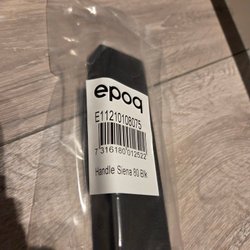 epoq
E11210108075
7 316180 012522
Handle Siena 80 Blk